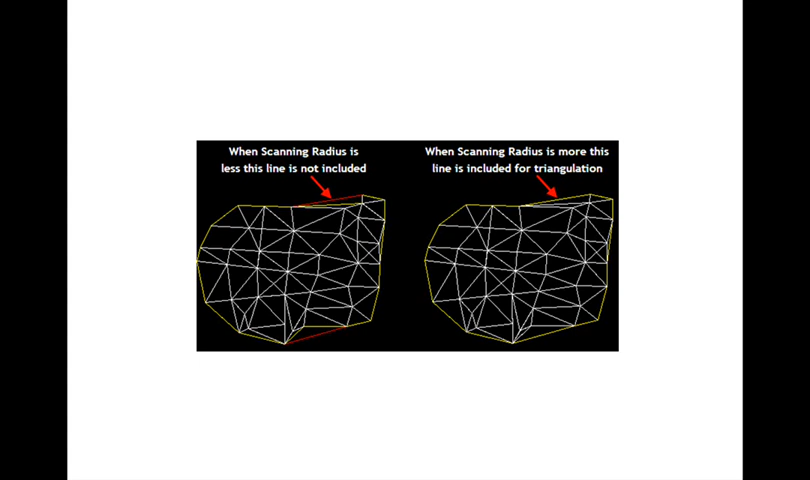 When Scanning Radius is
less this line is not included
When Scanning Radius is more this
line is included for triangulation